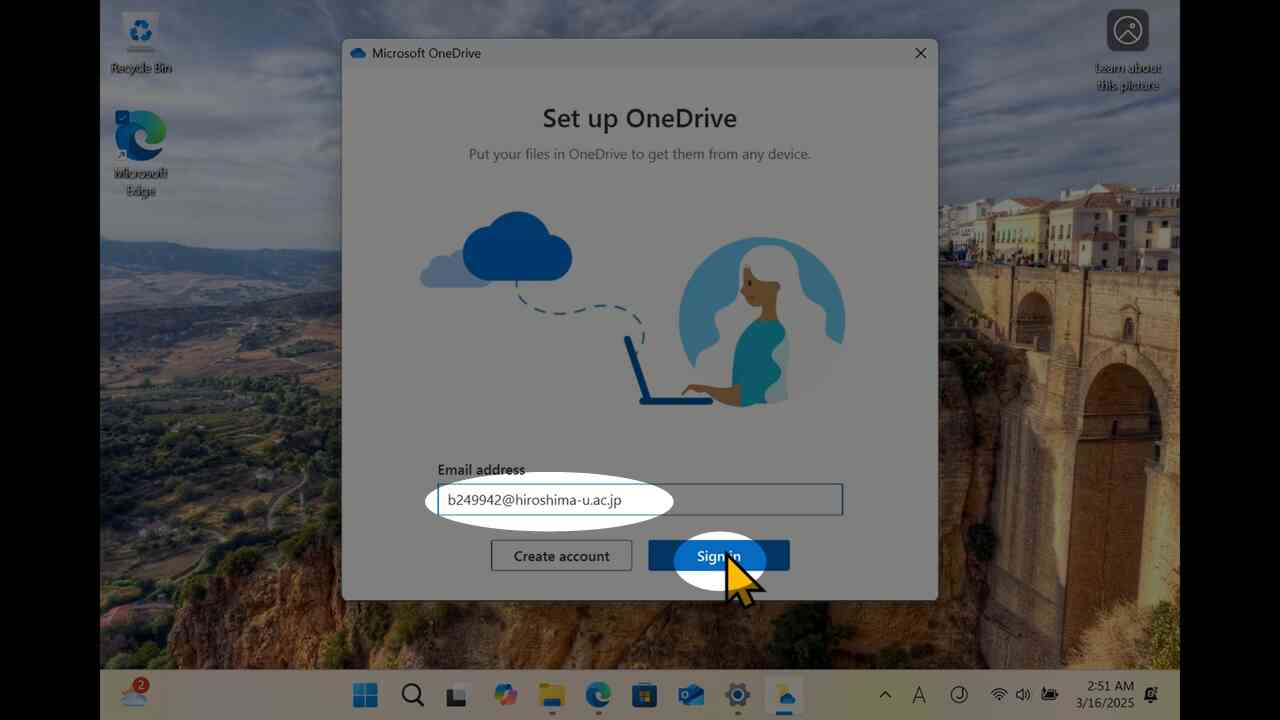 Recycle Bin
Microsoft Edge
Learn about
this picture
Microsoft OneDrive
Set up OneDrive
Put your files in OneDrive to get them from any device.
Email address
b249942@hiroshima-u.ac.jp
Create account
Sign in
2
A
J
2:51 AM
3/16/2025